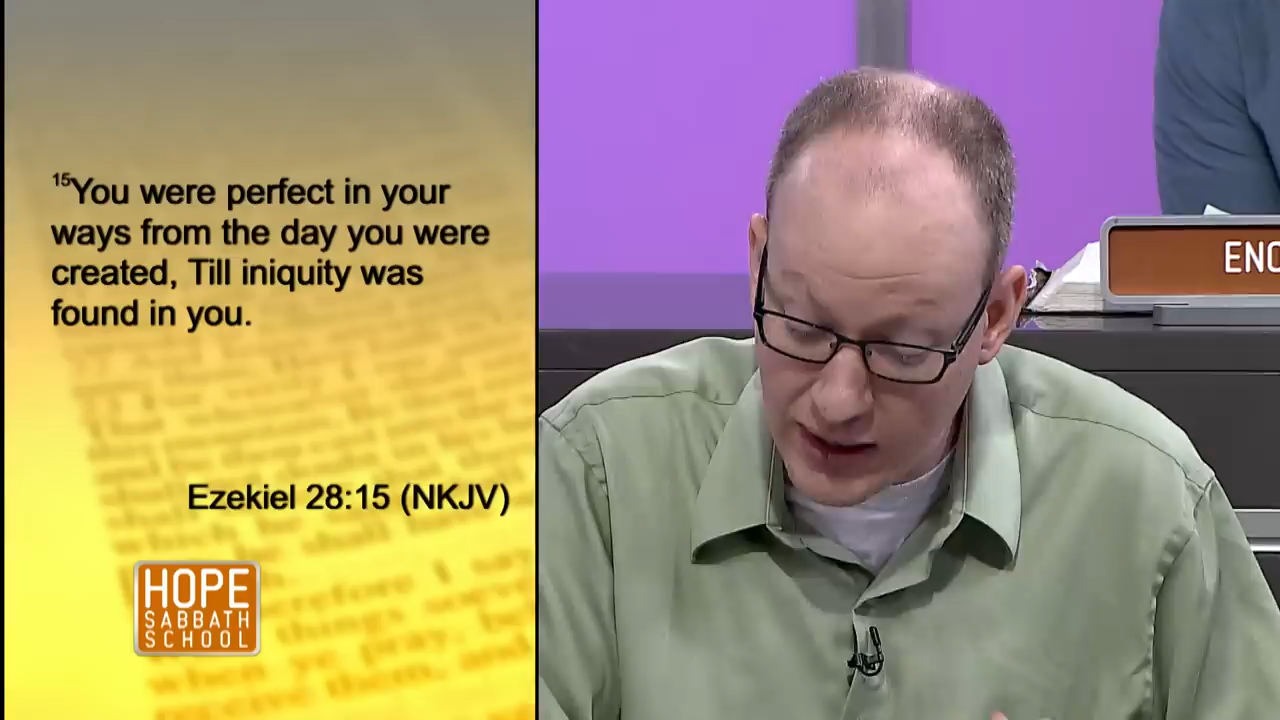 ¹⁵You were perfect in your
ways from the day you were
created, Till iniquity was
found in you.
Ezekiel 28:15 (NKJV)
HOPE
SABBATH
SCHOOL
ENO